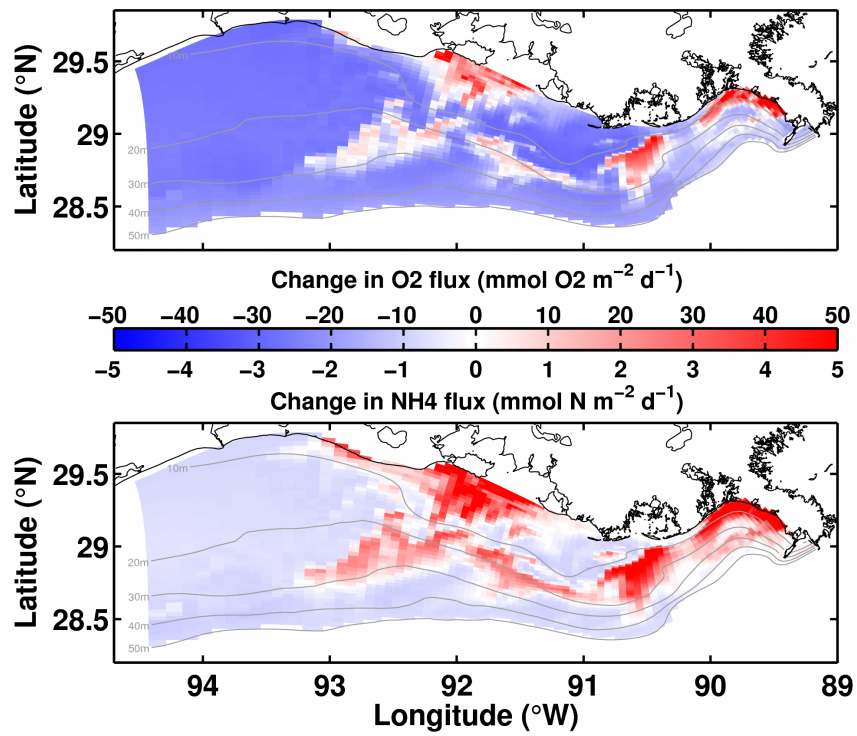 29.5
29
28.5
Latitude (°N)
10m
20m
30m
40m
50m
Change in O2 flux (mmol O2 m−2 d−1)
−50 −40 −30 −20 −10 0 10 20 30 40 50
−5 −4 −3 −2 −1 0 1 2 3 4 5
Change in NH4 flux (mmol N m−2 d−1)
29.5
29
28.5
Latitude (°N)
10m
20m
30m
40m
50m
94 93 92 91 90 89
Longitude (°W)